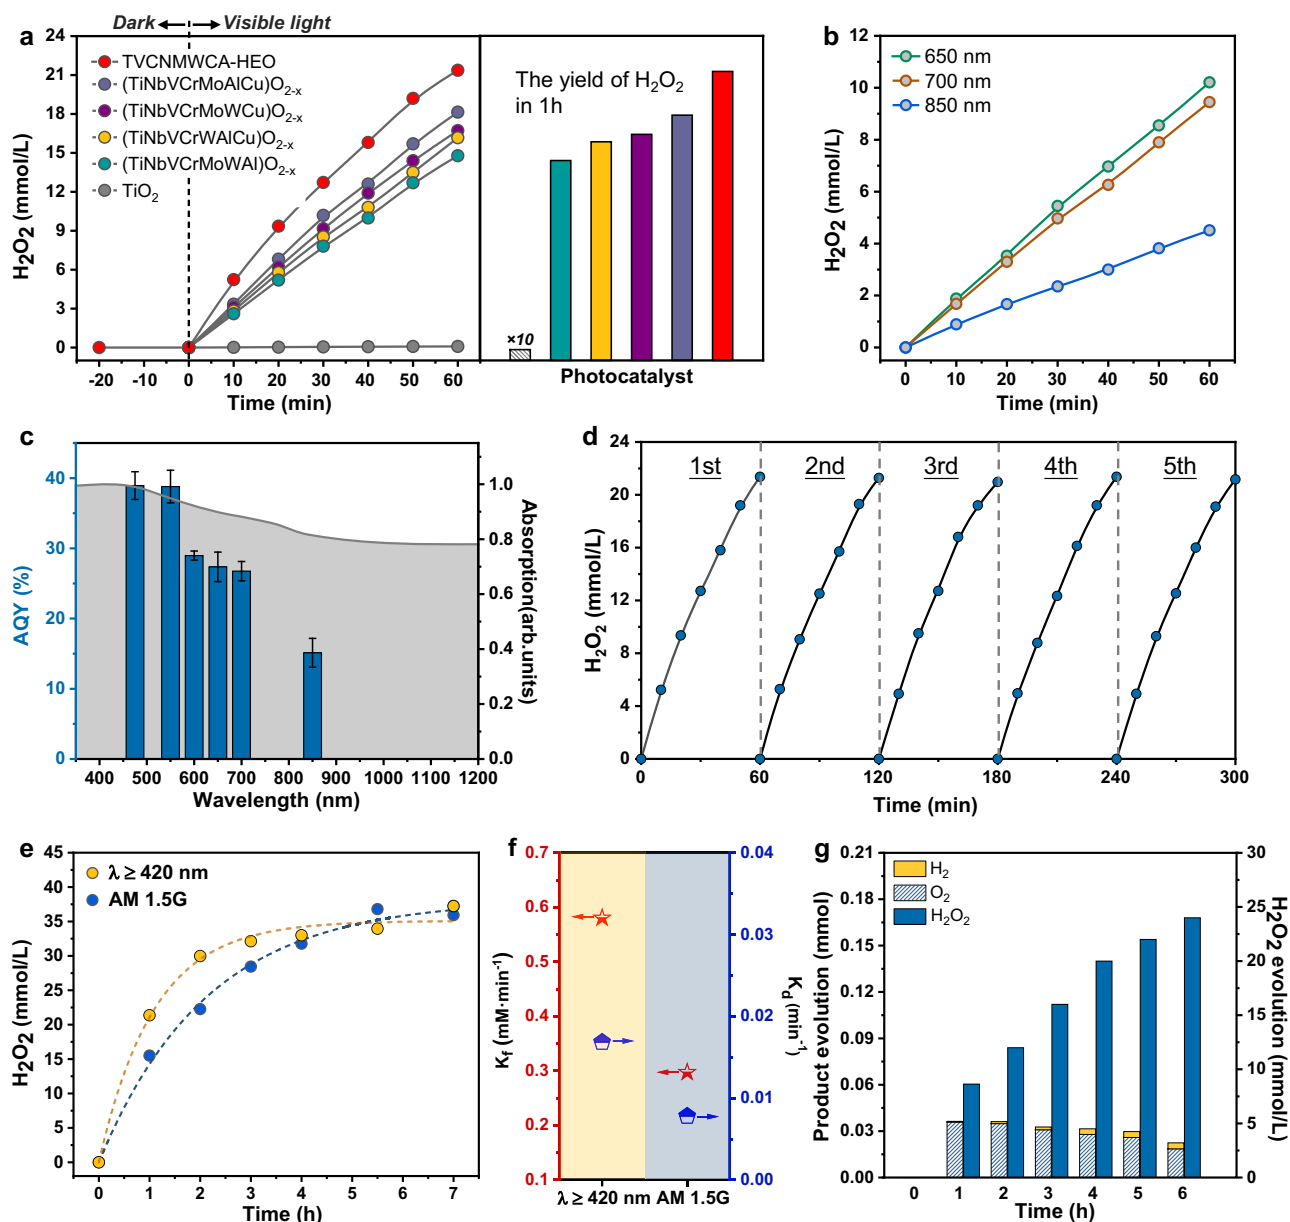 Dark Visible light
a
24
21
18
15
12
9
6
3
0
H₂O₂ (mmol/L)
TVCNMWCA-HEO
(TiNbVCrMoAlCu)O₂₋ₓ
(TiNbVCrMoWCu)O₂₋ₓ
(TiNbVCrWAlCu)O₂₋ₓ
(TiNbVCrMoWAl)O₂₋ₓ
TiO₂
-20 -10 0 10 20 30 40 50 60
Time (min)
The yield of H₂O₂
in 1h
×10
Photocatalyst
b
12
10
8
6
4
2
0
H₂O₂ (mmol/L)
650 nm
700 nm
850 nm
0 10 20 30 40 50 60
Time (min)
c
40
30
20
10
0
AQY (%)
1.0
0.8
0.6
0.4
0.2
0.0
Absorption(arb.units)
400 500 600 700 800 900 1000 1100 1200
Wavelength (nm)
d
24
20
16
12
8
4
0
H₂O₂ (mmol/L)
1st 2nd 3rd 4th 5th
0 60 120 180 240 300
Time (min)
e
45
40
35
30
25
20
15
10
5
0
H₂O₂ (mmol/L)
λ ≥ 420 nm
AM 1.5G
0 1 2 3 4 5 6 7
Time (h)
f
0.7
0.6
0.5
0.4
0.3
0.2
0.1
K_f (mM·min⁻¹)
0.04
0.03
0.02
0.01
0.00
K_d (min⁻¹)
λ ≥ 420 nm AM 1.5G
g
0.21
0.18
0.15
0.12
0.09
0.06
0.03
0.00
Product evolution (mmol)
H₂
O₂
H₂O₂
30
25
20
15
10
5
0
H₂O₂ evolution (mmol/L)
0 1 2 3 4 5 6
Time (h)